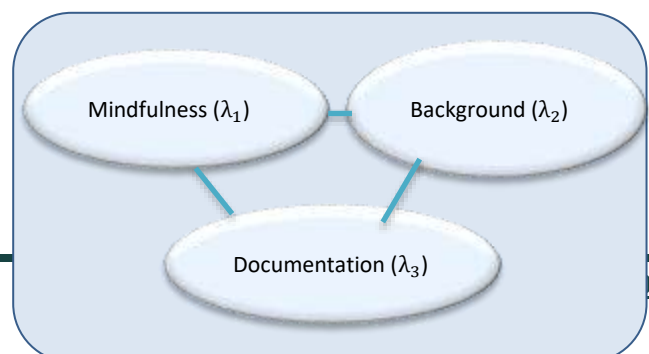 Mindfulness (λ₁)
Background (λ₂)
Documentation (λ₃)